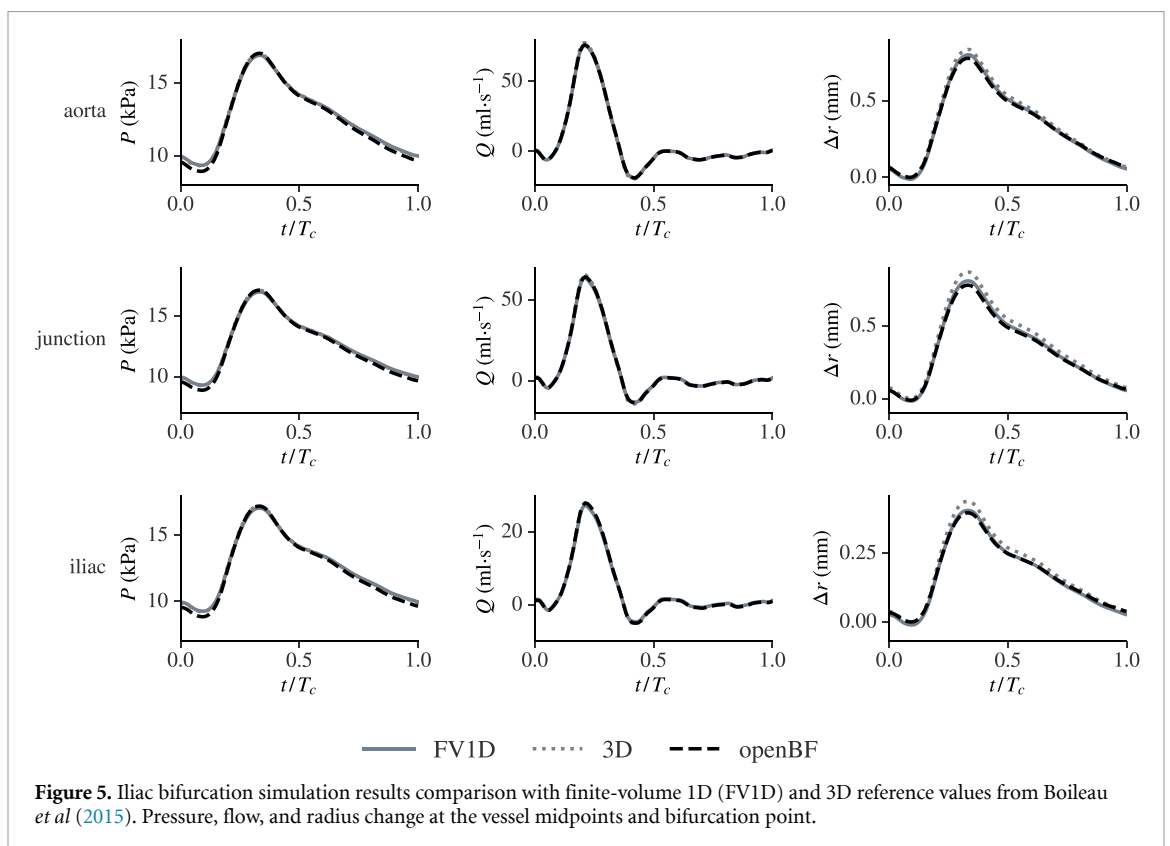 aorta
P (kPa)
15
10
0.0 0.5 1.0
t/T_c
Q (ml·s⁻¹)
50
0
0.0 0.5 1.0
t/T_c
Δr (mm)
0.5
0.0
0.0 0.5 1.0
t/T_c
junction
P (kPa)
15
10
0.0 0.5 1.0
t/T_c
Q (ml·s⁻¹)
50
0
0.0 0.5 1.0
t/T_c
Δr (mm)
0.5
0.0
0.0 0.5 1.0
t/T_c
iliac
P (kPa)
15
10
0.0 0.5 1.0
t/T_c
Q (ml·s⁻¹)
20
0
0.0 0.5 1.0
t/T_c
Δr (mm)
0.25
0.00
0.0 0.5 1.0
t/T_c
FV1D 3D openBF
Figure 5. Iliac bifurcation simulation results comparison with finite-volume 1D (FV1D) and 3D reference values from Boileau
et al (2015). Pressure, flow, and radius change at the vessel midpoints and bifurcation point.